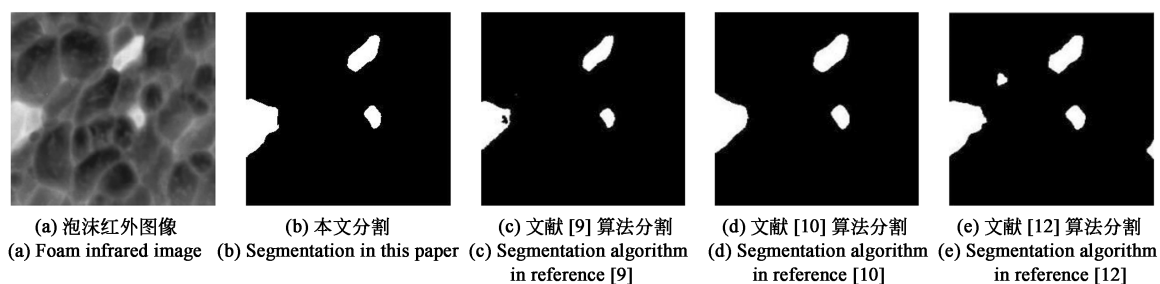 (a) 泡沫红外图像
(a) Foam infrared image
(b) 本文分割
(b) Segmentation in this paper
(c) 文献 [9] 算法分割
(c) Segmentation algorithm
in reference [9]
(d) 文献 [10] 算法分割
(d) Segmentation algorithm
in reference [10]
(e) 文献 [12] 算法分割
(e) Segmentation algorithm
in reference [12]